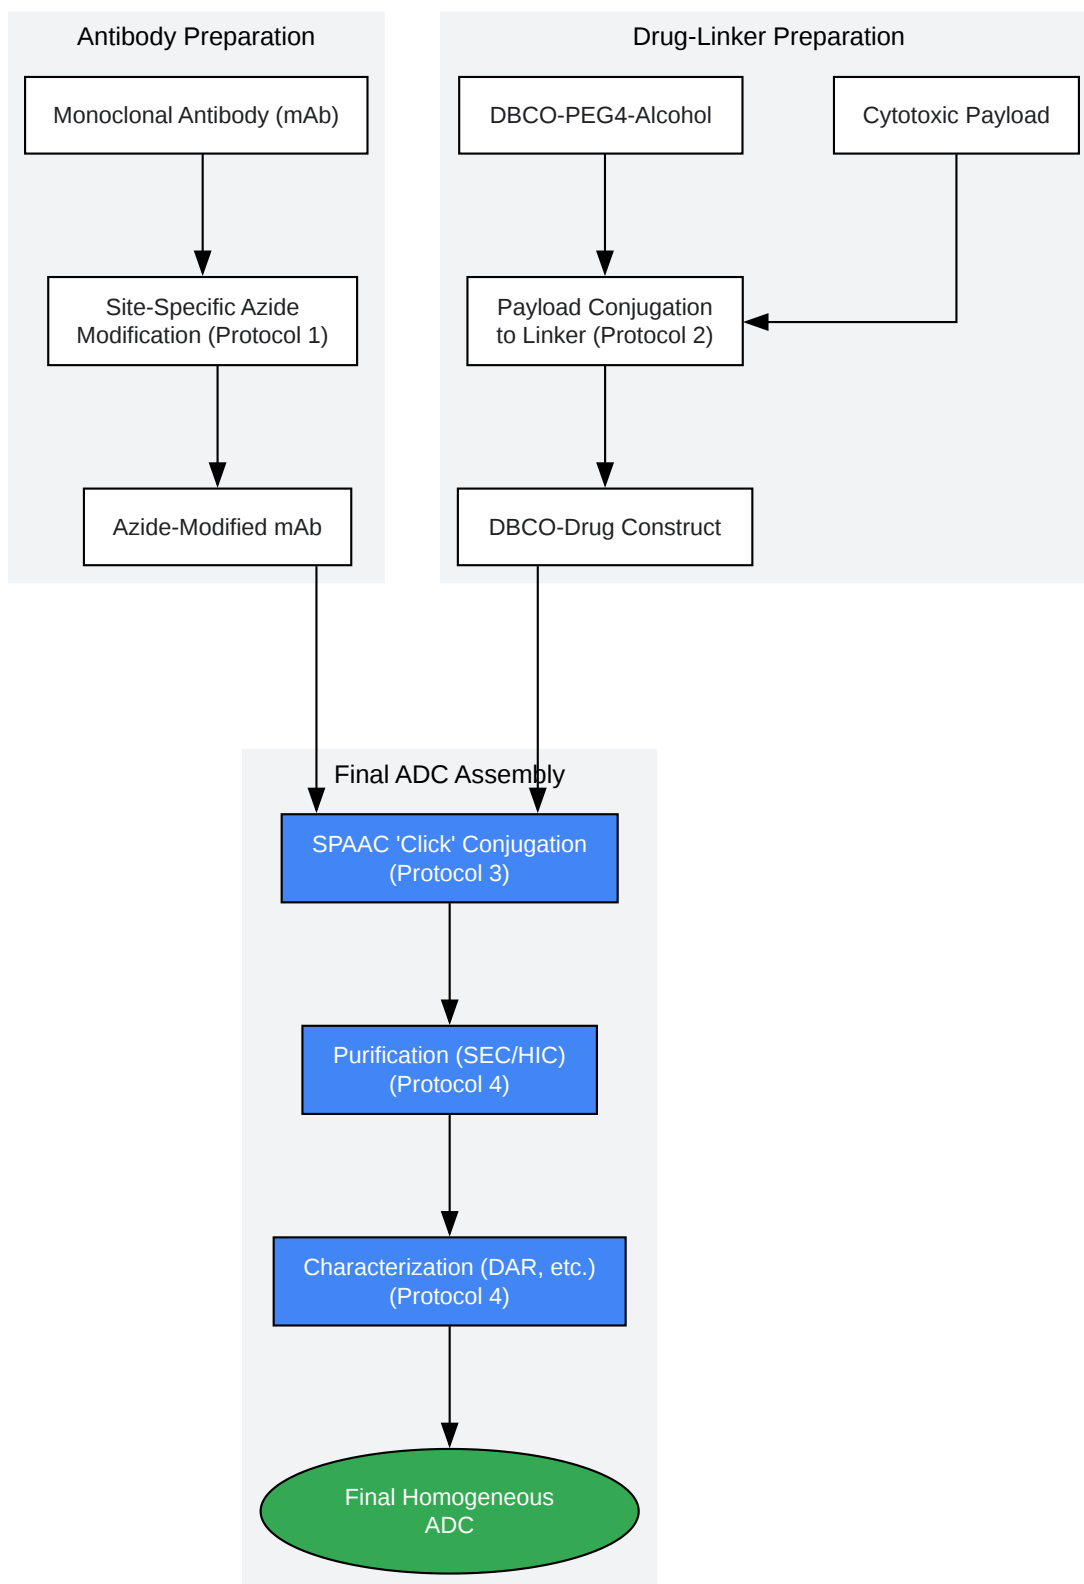 Antibody Preparation
Drug-Linker Preparation
Monoclonal Antibody (mAb)
DBCO-PEG4-Alcohol
Cytotoxic Payload
Site-Specific Azide
Modification (Protocol 1)
Payload Conjugation
to Linker (Protocol 2)
Azide-Modified mAb
DBCO-Drug Construct
Final ADC Assembly
SPAAC 'Click' Conjugation
(Protocol 3)
Purification (SEC/HIC)
(Protocol 4)
Characterization (DAR, etc.)
(Protocol 4)
Final Homogeneous
ADC